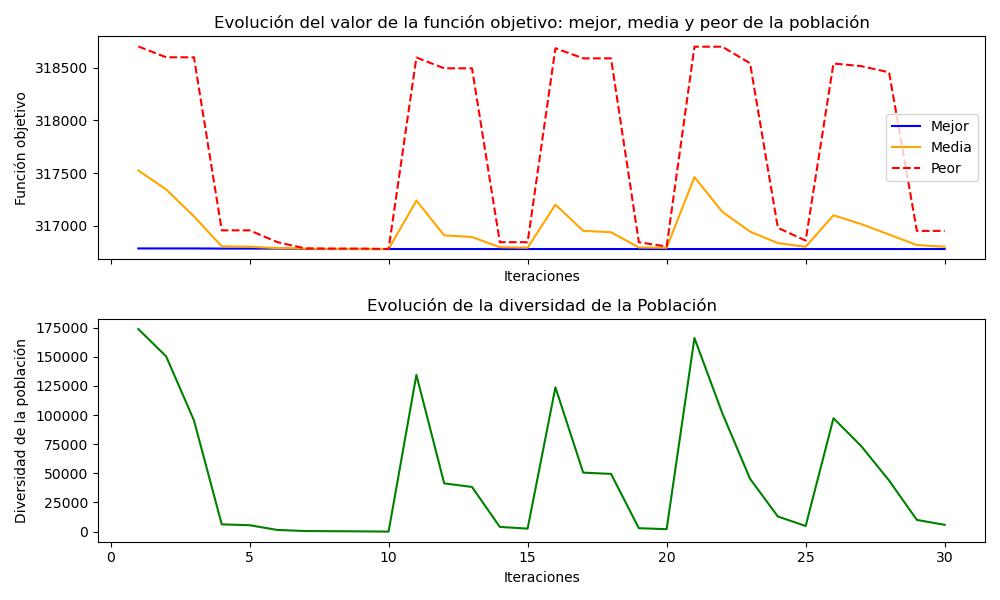 Evolución del valor de la función objetivo: mejor, media y peor de la población
318500
318000
317500
317000
Función objetivo
Mejor
Media
Peor
Iteraciones
Evolución de la diversidad de la Población
175000
150000
125000
100000
75000
50000
25000
0
Diversidad de la población
0 5 10 15 20 25 30
Iteraciones